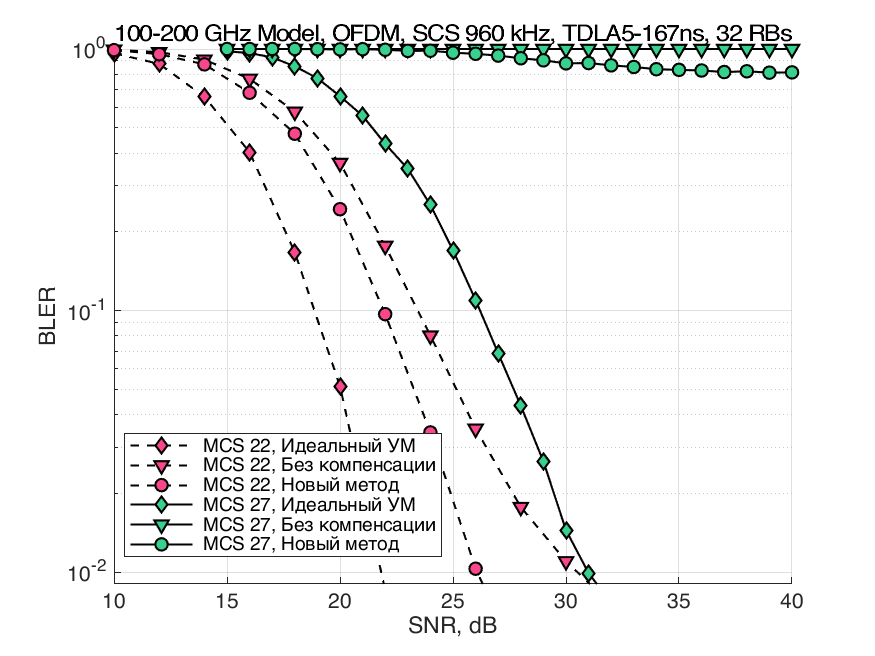 100-200 GHz Model, OFDM, SCS 960 kHz, TDLA5-167ns, 32 RBs
10⁰
10⁻¹
10⁻²
BLER
MCS 22, Идеальный УМ
MCS 22, Без компенсации
MCS 22, Новый метод
MCS 27, Идеальный УМ
MCS 27, Без компенсации
MCS 27, Новый метод
10 15 20 25 30 35 40
SNR, dB